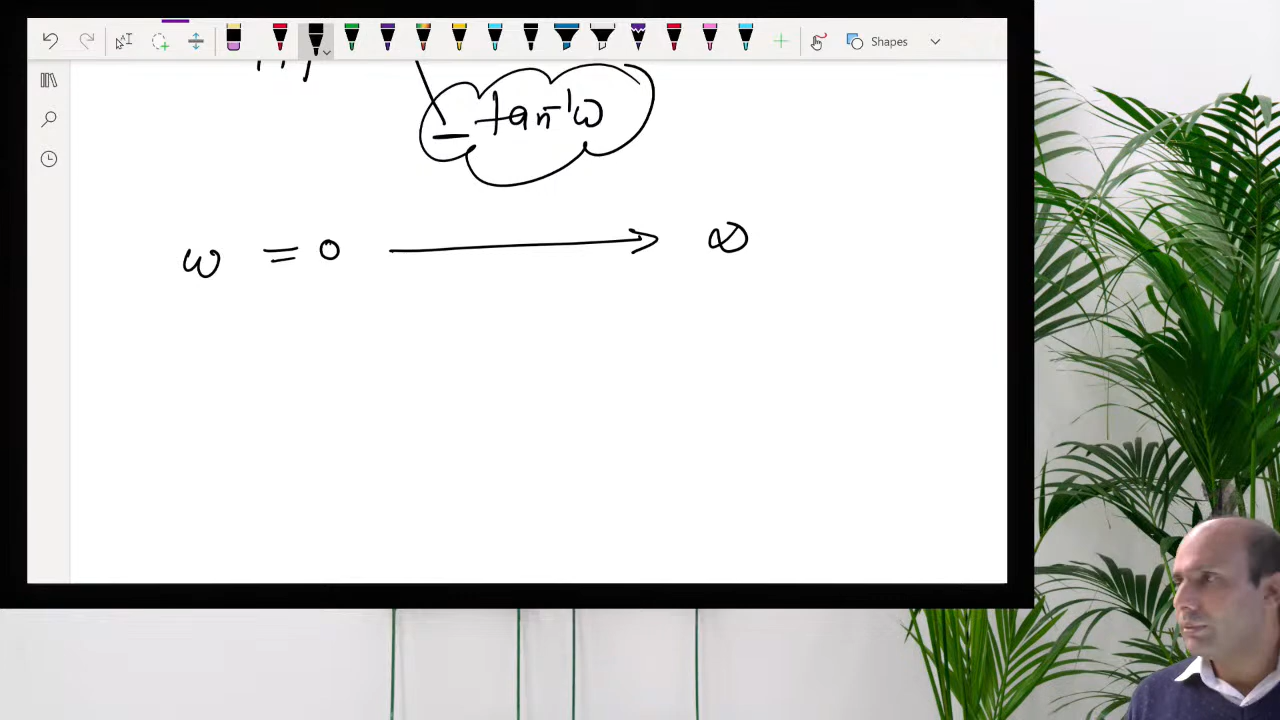 Shapes
— tan⁻¹ω
ω = 0 ⟶ ∞